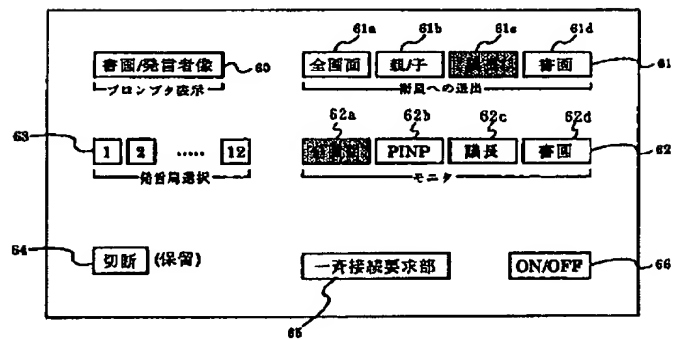 61a 61b 61c 61d
書画/発言者像 60 全画面 親/子 書画 61
プロンプタ表示 への送出
62a 62b 62c 62d
63 1 2 ..... 12 PINP 議長 書画 62
発言局選択 モニタ
64 切断 (保留) 一斉接続要求部 ON/OFF 66
65